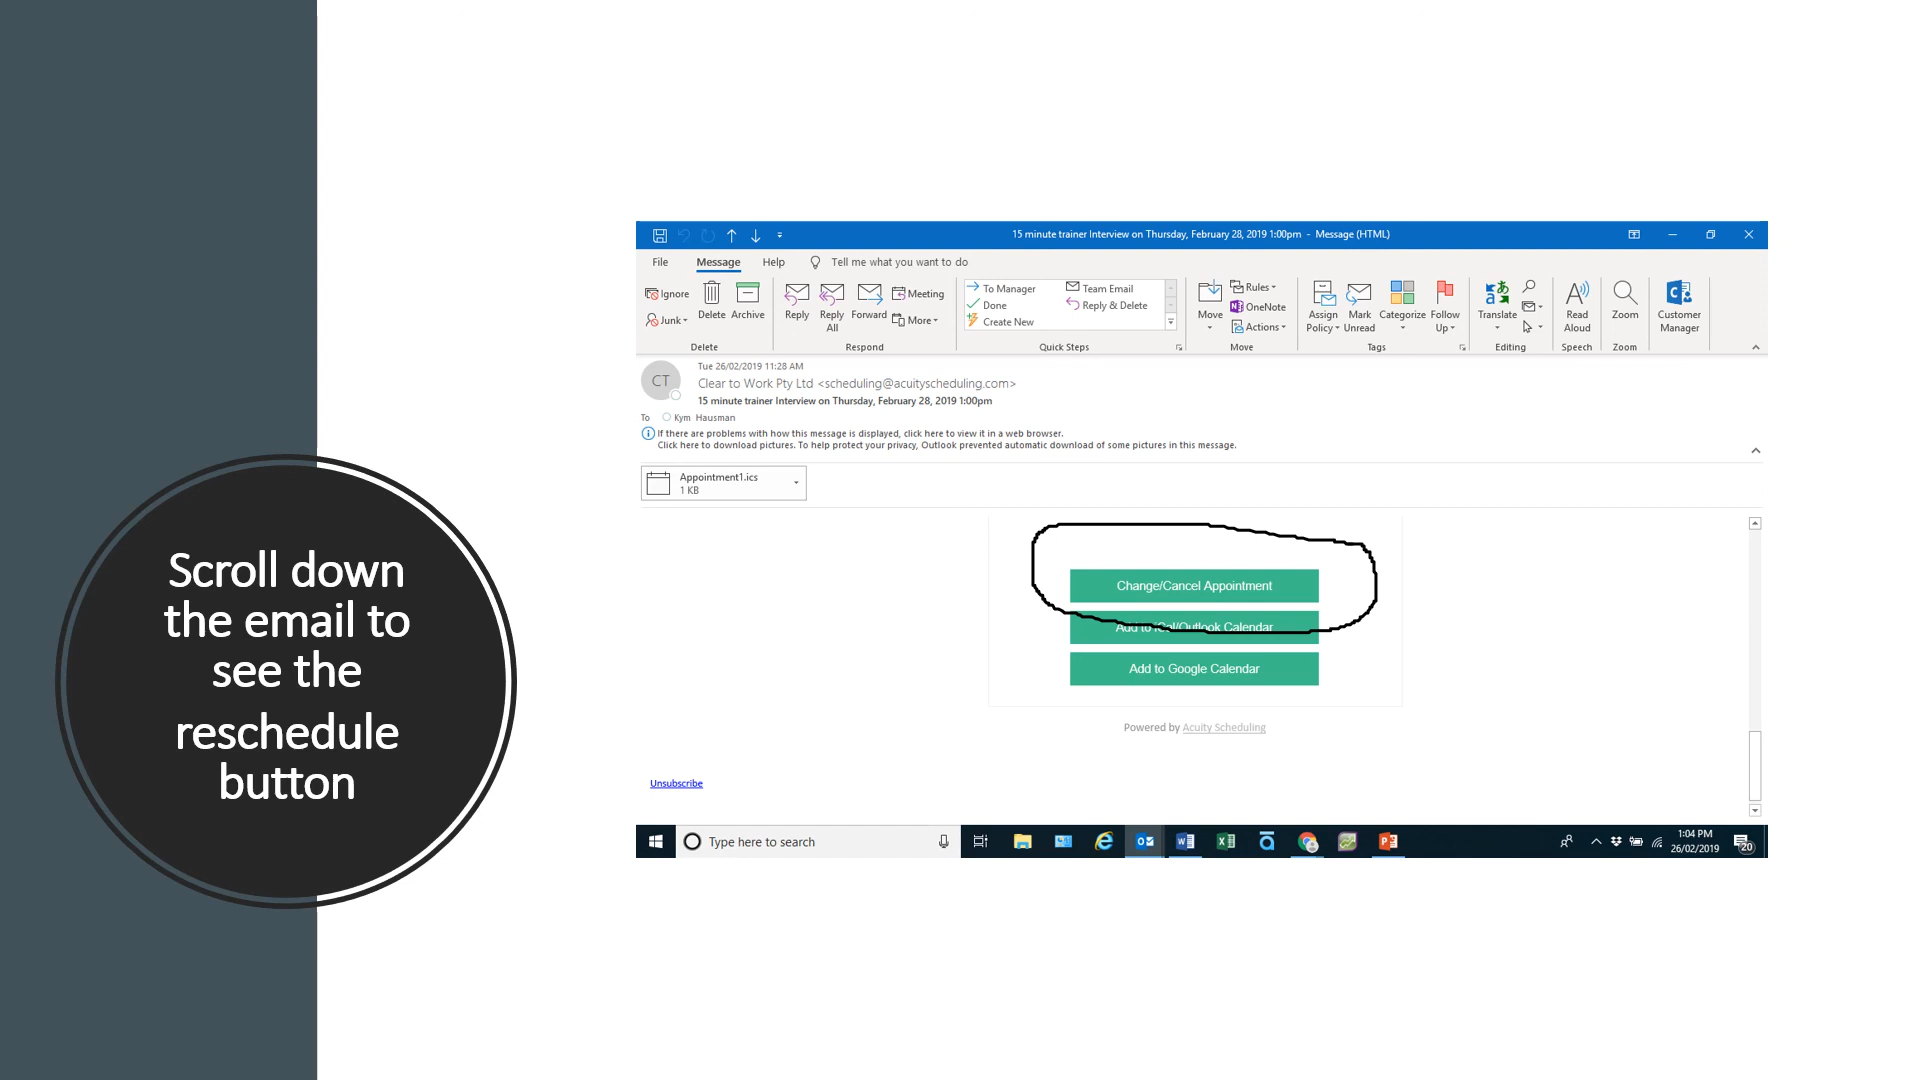 Scroll down
the email to
see the
reschedule
button
15 minute trainer Interview on Thursday, February 28, 2019 1:00pm - Message (HTML)
File Message Help Tell me what you want to do
Ignore
Junk
Delete
Archive
Delete
Reply
Reply All
Forward
Meeting
More
Respond
To Manager
Team Email
Done
Reply & Delete
Create New
Quick Steps
Move
Rules
OneNote
Actions
Move
Assign Policy
Mark Unread
Categorize
Follow Up
Tags
Translate
Editing
Read Aloud
Speech
Zoom
Zoom
Customer Manager
CT
Tue 26/02/2019 11:28 AM
Clear to Work Pty Ltd <scheduling@acuityscheduling.com>
15 minute trainer Interview on Thursday, February 28, 2019 1:00pm
To Kym Hausman
If there are problems with how this message is displayed, click here to view it in a web browser.
Click here to download pictures. To help protect your privacy, Outlook prevented automatic download of some pictures in this message.
Appointment1.ics
1 KB
Change/Cancel Appointment
Add to iCal/Outlook Calendar
Add to Google Calendar
Powered by Acuity Scheduling
Unsubscribe
Type here to search
1:04 PM
26/02/2019
20